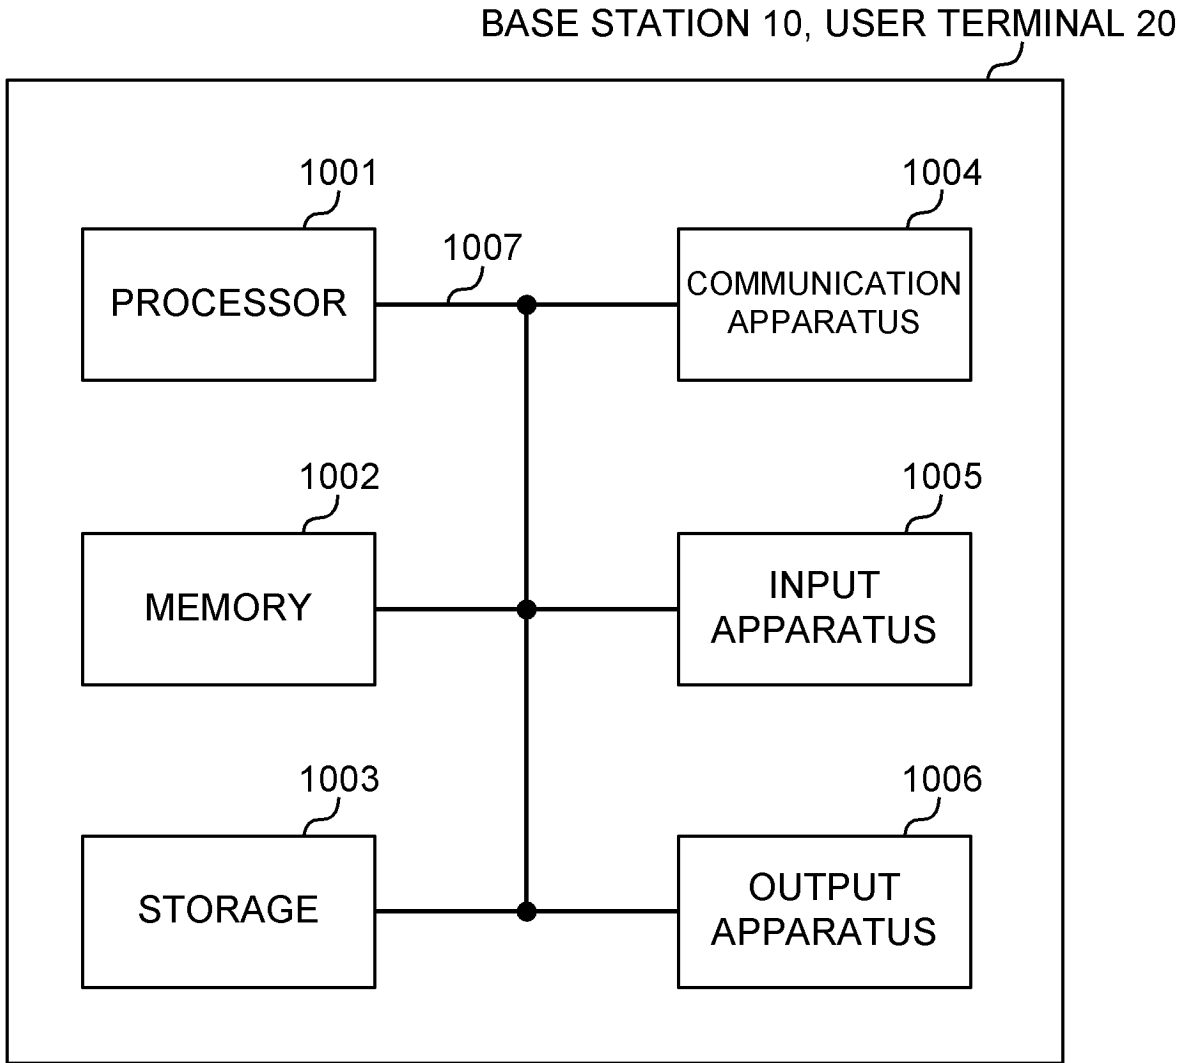 BASE STATION 10, USER TERMINAL 20
1001
PROCESSOR
1007
1004
COMMUNICATION
APPARATUS
1002
MEMORY
1005
INPUT
APPARATUS
1003
STORAGE
1006
OUTPUT
APPARATUS